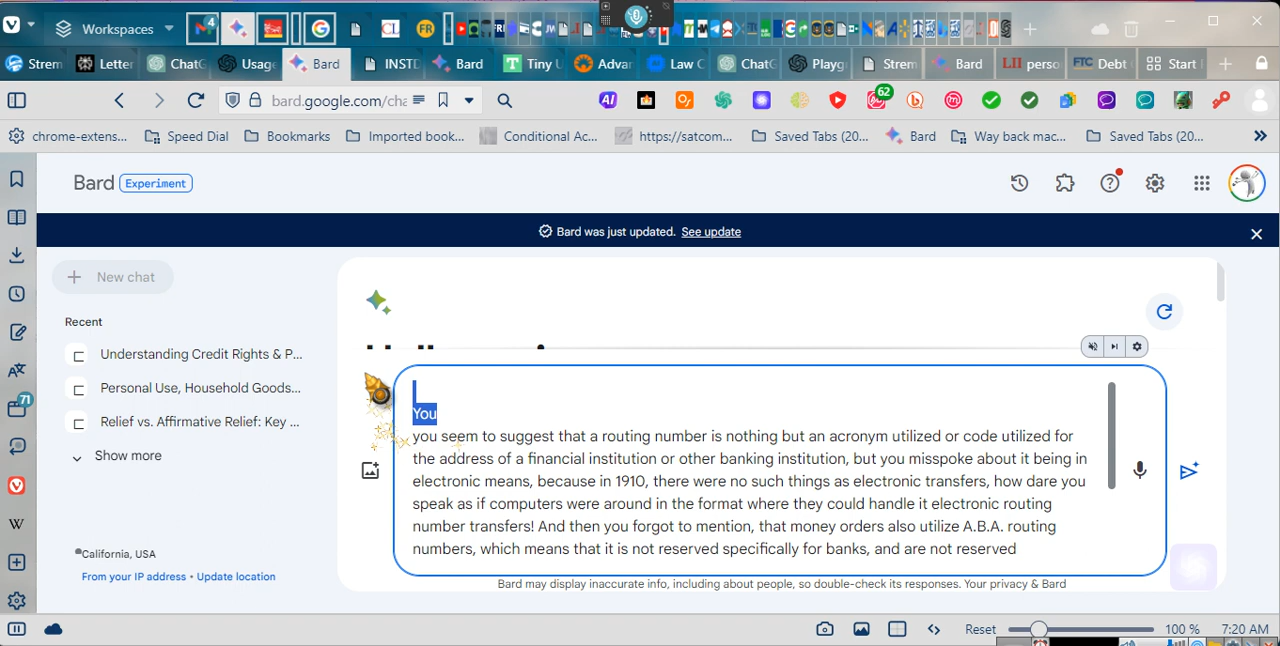 Workspaces
4
CL
FR
Strem
Letter
ChatG
Usage
Bard
INSTD
Bard
Tiny U
Advar
Law C
ChatG
Playg
Strem
Bard
LII perso
FTC Debt
Start
bard.google.com/cha
AI
62
chrome-extens...
Speed Dial
Bookmarks
Imported book...
Conditional Ac...
https://satcom...
Saved Tabs (20...
Bard
Way back mac...
Saved Tabs (20...
Bard
Experiment
Bard was just updated. See update
New chat
Recent
Understanding Credit Rights & P...
Personal Use, Household Goods...
Relief vs. Affirmative Relief: Key ...
Show more
71
W
California, USA
From your IP address • Update location
You
you seem to suggest that a routing number is nothing but an acronym utilized or code utilized for
the address of a financial institution or other banking institution, but you misspoke about it being in
electronic means, because in 1910, there were no such things as electronic transfers, how dare you
speak as if computers were around in the format where they could handle it electronic routing
number transfers! And then you forgot to mention, that money orders also utilize A.B.A. routing
numbers, which means that it is not reserved specifically for banks, and are not reserved
Bard may display inaccurate info, including about people, so double-check its responses. Your privacy & Bard
Reset
100 %
7:20 AM